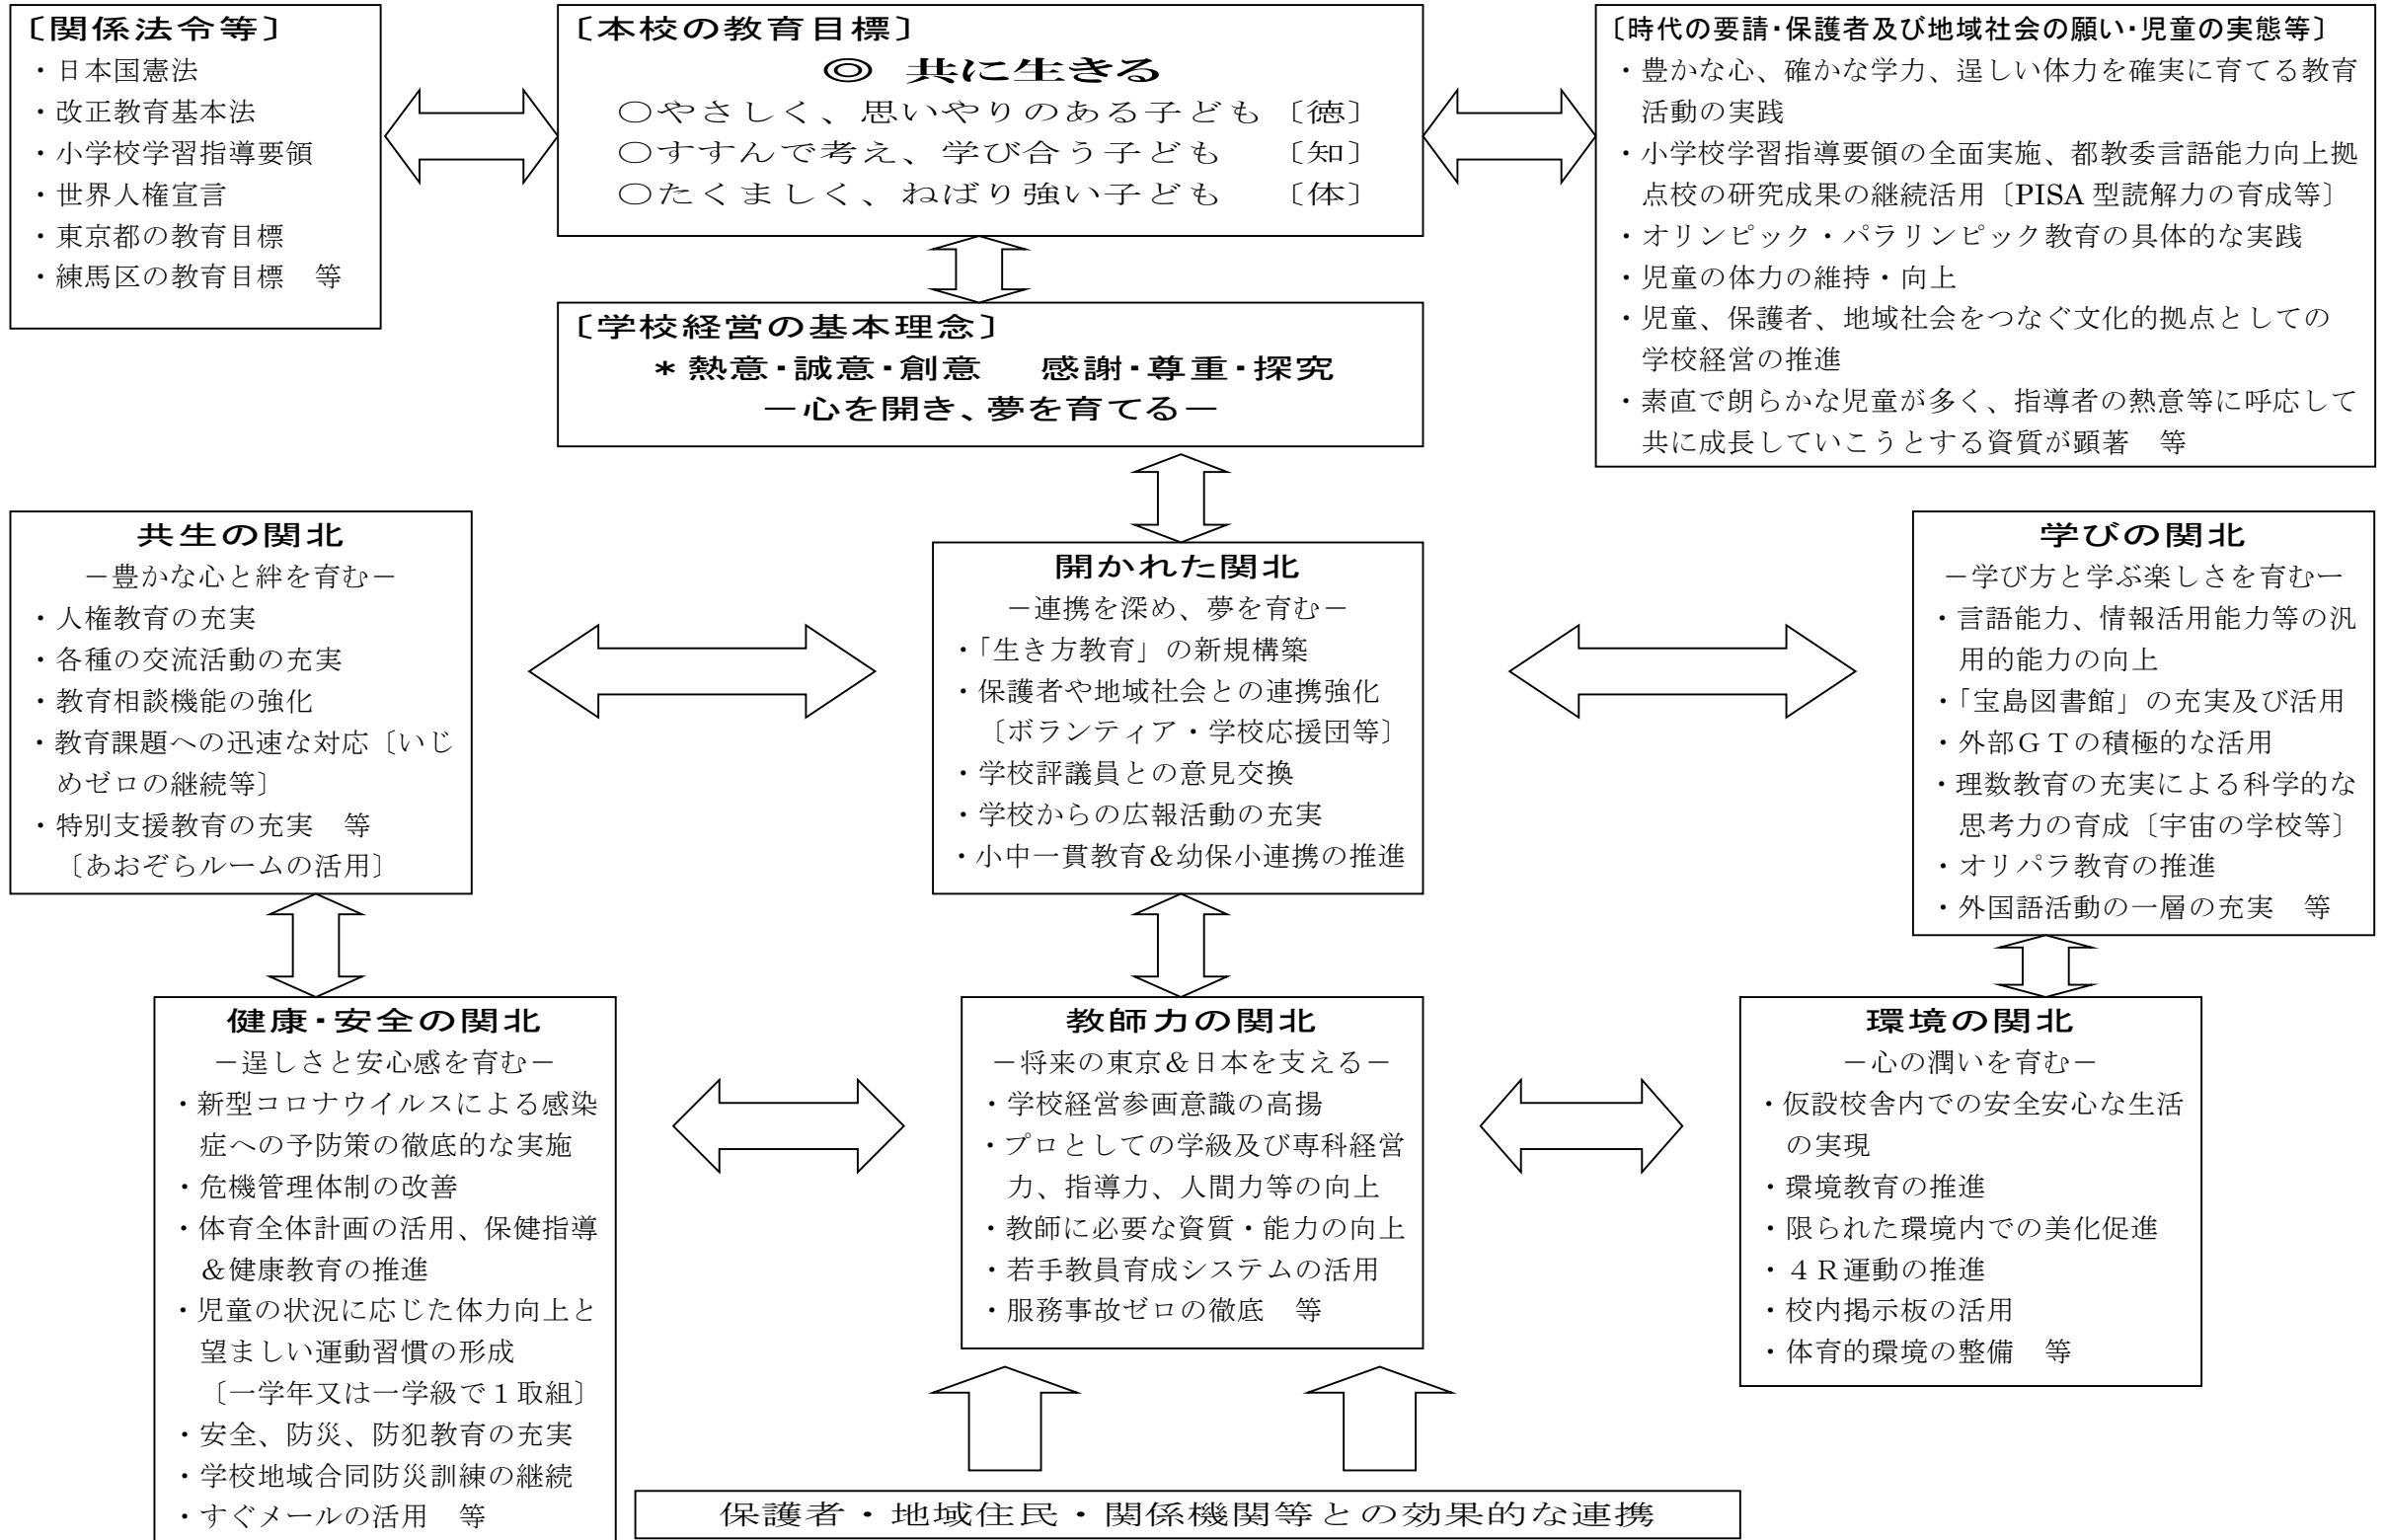 〔関係法令等〕
・日本国憲法
・改正教育基本法
・小学校学習指導要領
・世界人権宣言
・東京都の教育目標
・練馬区の教育目標　等
〔本校の教育目標〕
◎　共に生きる
○やさしく、思いやりのある子ども〔徳〕
○すすんで考え、学び合う子ども　〔知〕
○たくましく、ねばり強い子ども　〔体〕
〔時代の要請・保護者及び地域社会の願い・児童の実態等〕
・豊かな心、確かな学力、逞しい体力を確実に育てる教育
活動の実践
・小学校学習指導要領の全面実施、都教委言語能力向上拠
点校の研究成果の継続活用〔PISA 型読解力の育成等〕
・オリンピック・パラリンピック教育の具体的な実践
・児童の体力の維持・向上
・児童、保護者、地域社会をつなぐ文化的拠点としての
学校経営の推進
・素直で朗らかな児童が多く、指導者の熱意等に呼応して
共に成長していこうとする資質が顕著　等
〔学校経営の基本理念〕
＊熱意・誠意・創意　感謝・尊重・探究
－心を開き、夢を育てる－
共生の関北
－豊かな心と絆を育む－
・人権教育の充実
・各種の交流活動の充実
・教育相談機能の強化
・教育課題への迅速な対応〔いじ
めゼロの継続等〕
・特別支援教育の充実　等
〔あおぞらルームの活用〕
開かれた関北
－連携を深め、夢を育む－
・「生き方教育」の新規構築
・保護者や地域社会との連携強化
〔ボランティア・学校応援団等〕
・学校評議員との意見交換
・学校からの広報活動の充実
・小中一貫教育＆幼保小連携の推進
学びの関北
－学び方と学ぶ楽しさを育むー
・言語能力、情報活用能力等の汎
用的能力の向上
・「宝島図書館」の充実及び活用
・外部ＧＴの積極的な活用
・理数教育の充実による科学的な
思考力の育成〔宇宙の学校等〕
・オリパラ教育の推進
・外国語活動の一層の充実　等
健康・安全の関北
－逞しさと安心感を育む－
・新型コロナウイルスによる感染
症への予防策の徹底的な実施
・危機管理体制の改善
・体育全体計画の活用、保健指導
＆健康教育の推進
・児童の状況に応じた体力向上と
望ましい運動習慣の形成
〔一学年又は一学級で１取組〕
・安全、防災、防犯教育の充実
・学校地域合同防災訓練の継続
・すぐメールの活用　等
教師力の関北
－将来の東京＆日本を支える－
・学校経営参画意識の高揚
・プロとしての学級及び専科経営
力、指導力、人間力等の向上
・教師に必要な資質・能力の向上
・若手教員育成システムの活用
・服務事故ゼロの徹底　等
環境の関北
－心の潤いを育む－
・仮設校舎内での安全安心な生活
の実現
・環境教育の推進
・限られた環境内での美化促進
・４Ｒ運動の推進
・校内掲示板の活用
・体育的環境の整備　等
保護者・地域住民・関係機関等との効果的な連携